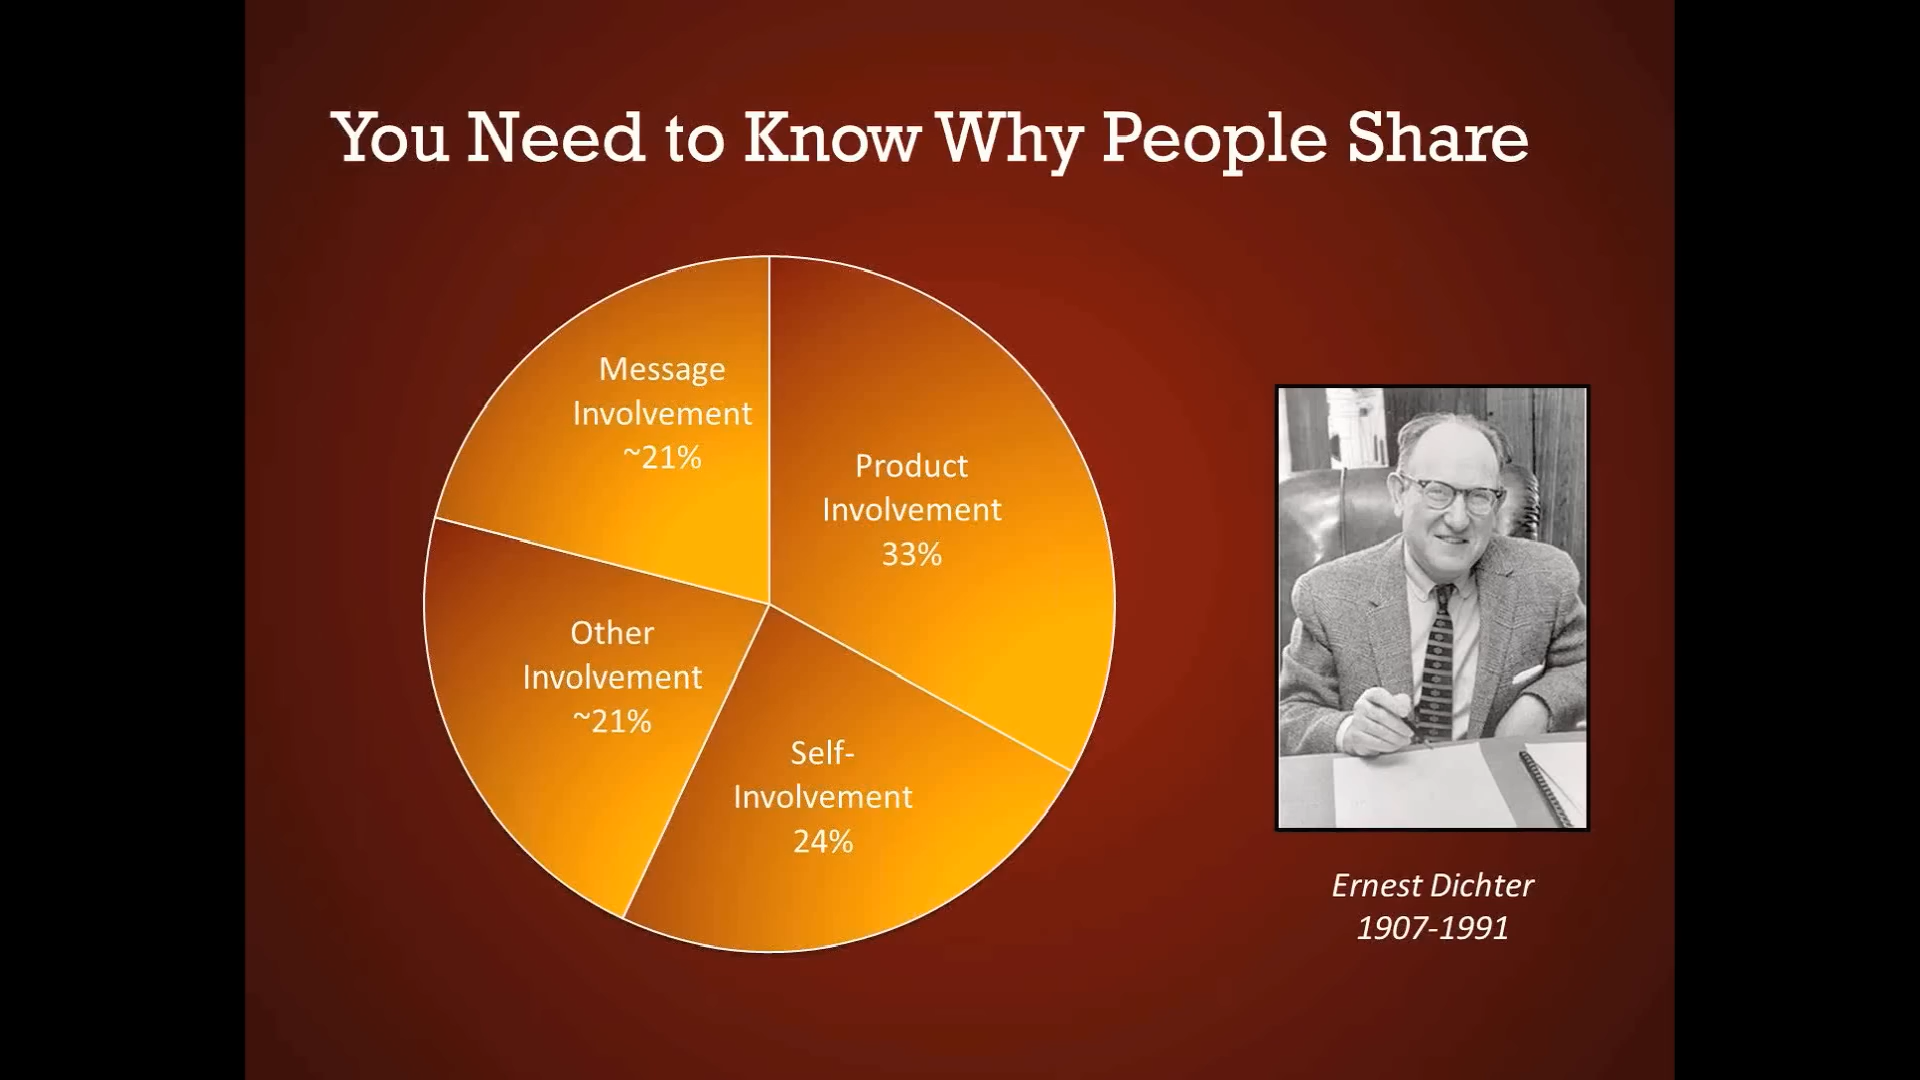 You Need to Know Why People Share
Message
Involvement
~21%
Product
Involvement
33%
Other
Involvement
~21%
Self-
Involvement
24%
Ernest Dichter
1907-1991